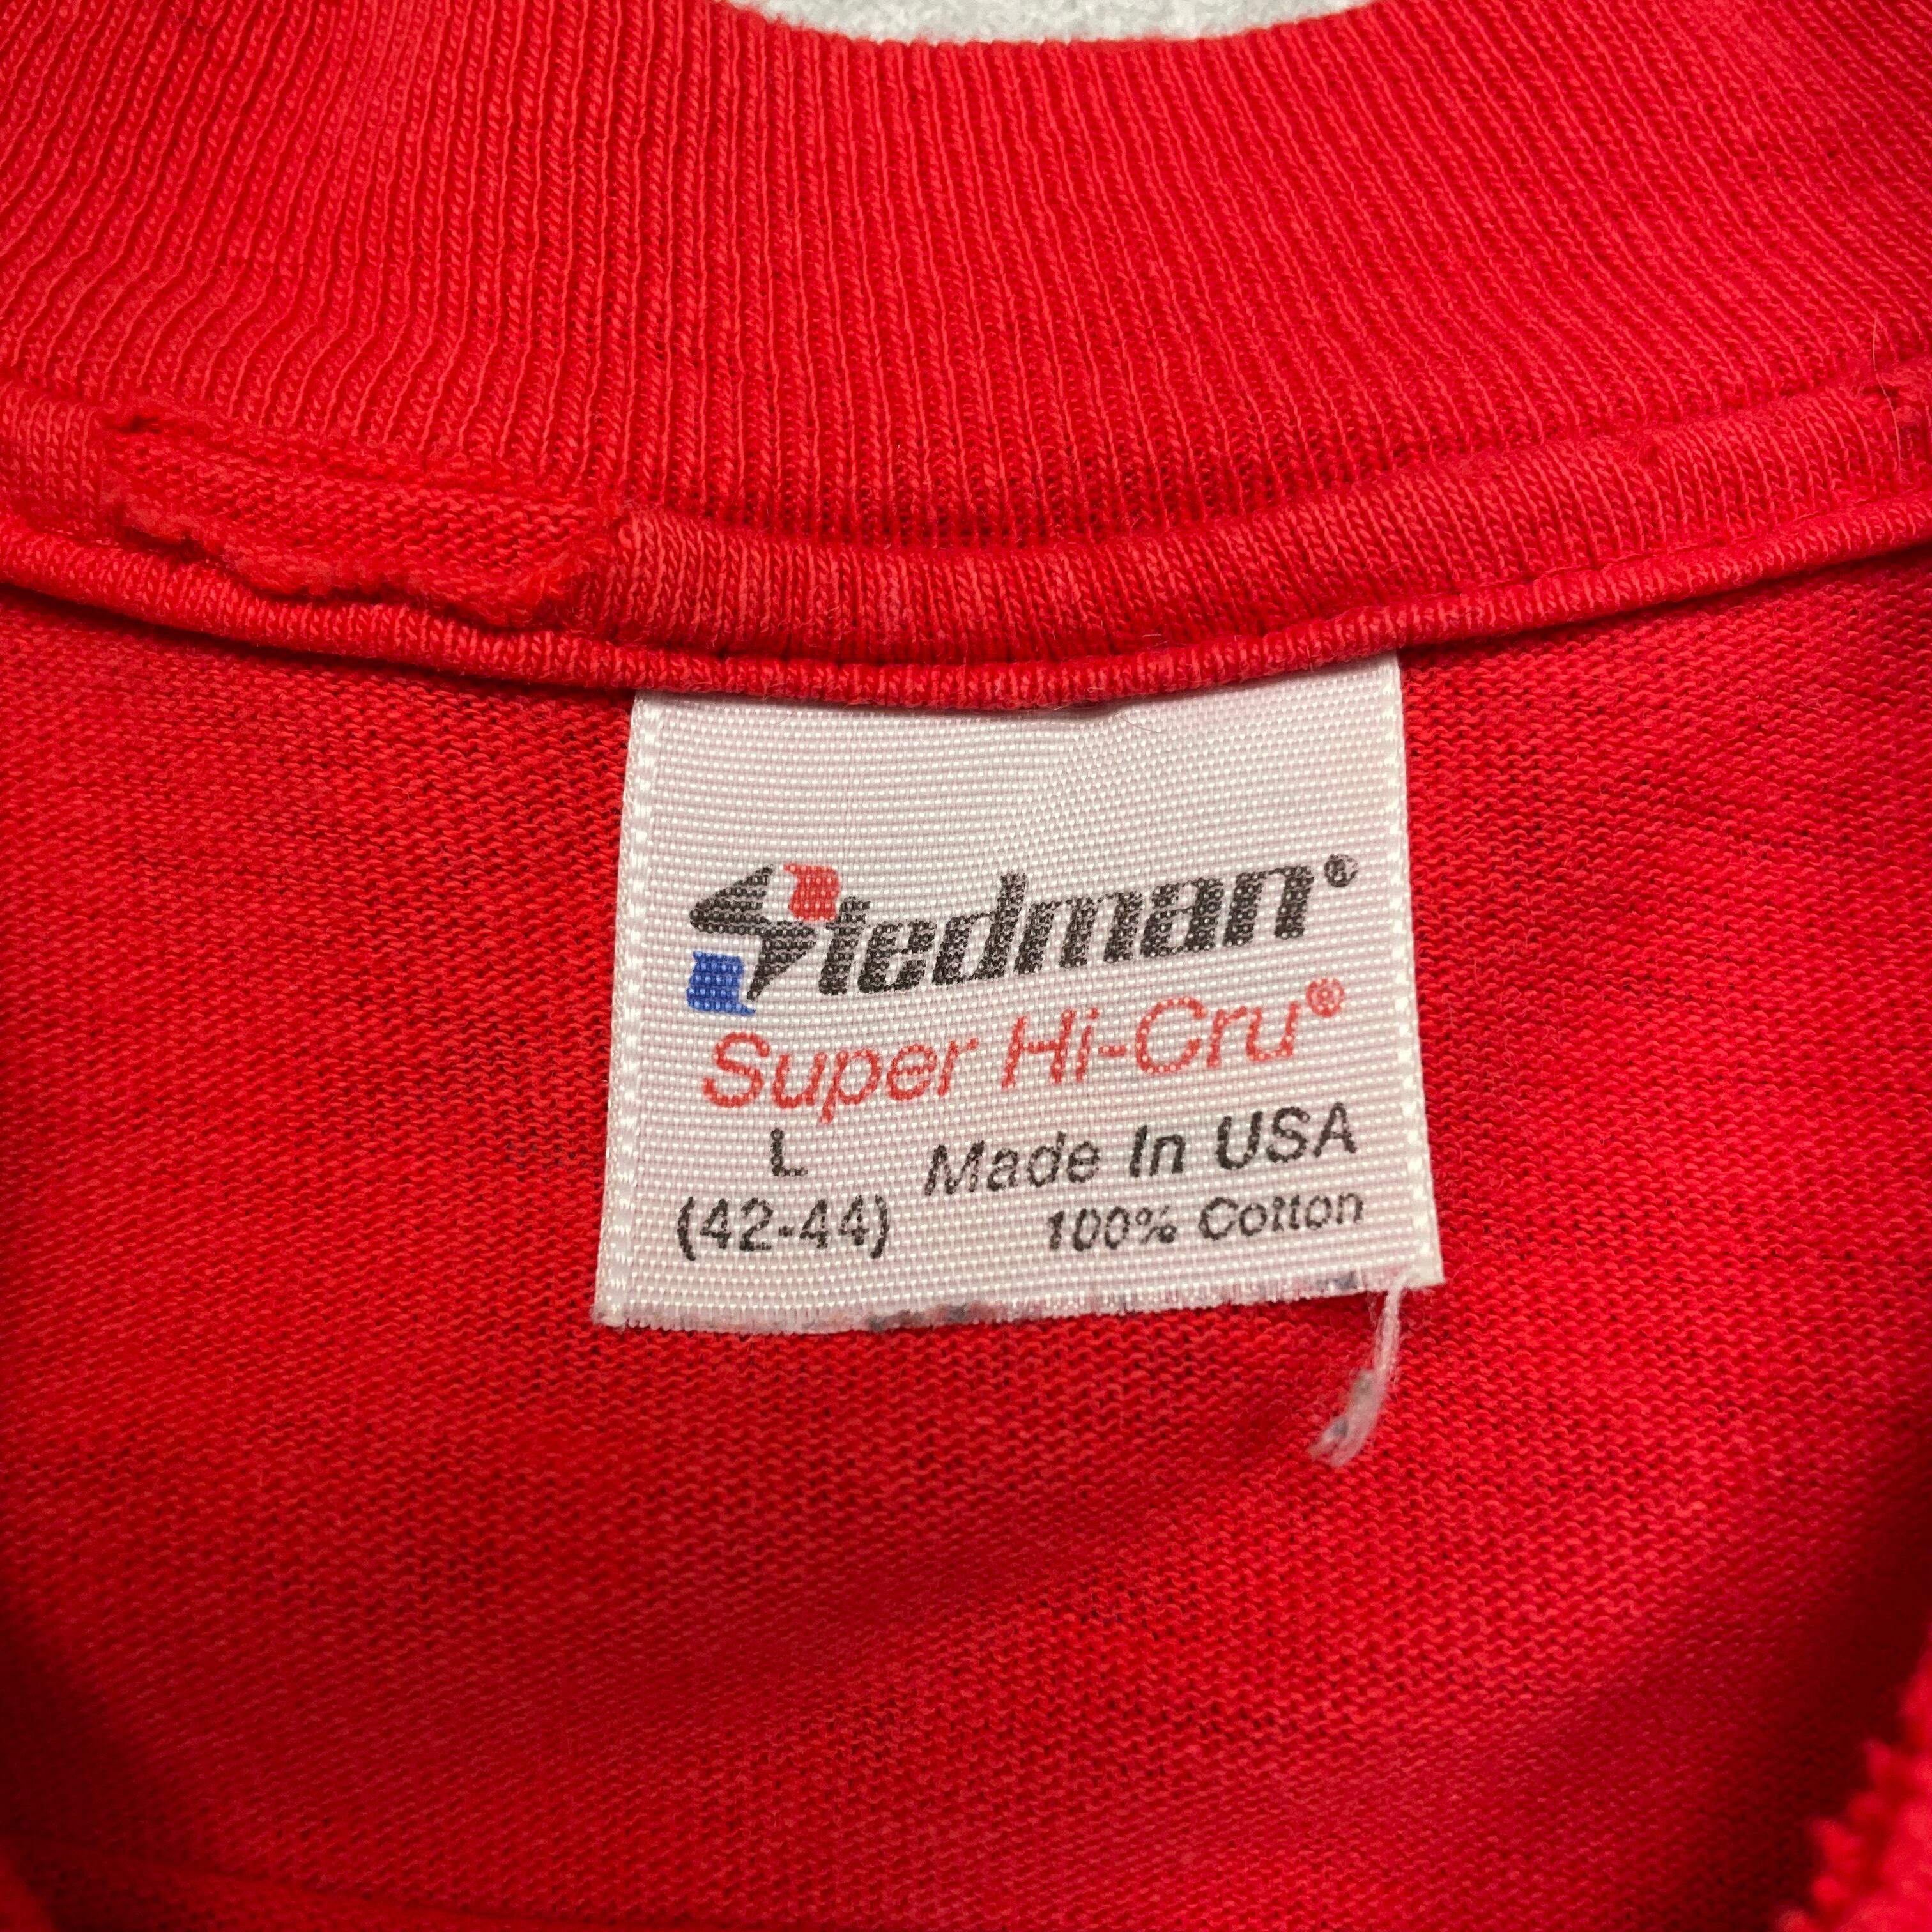 Stedman®
Super Hi-Cru®
L Made In USA
(42-44) 100% Cotton